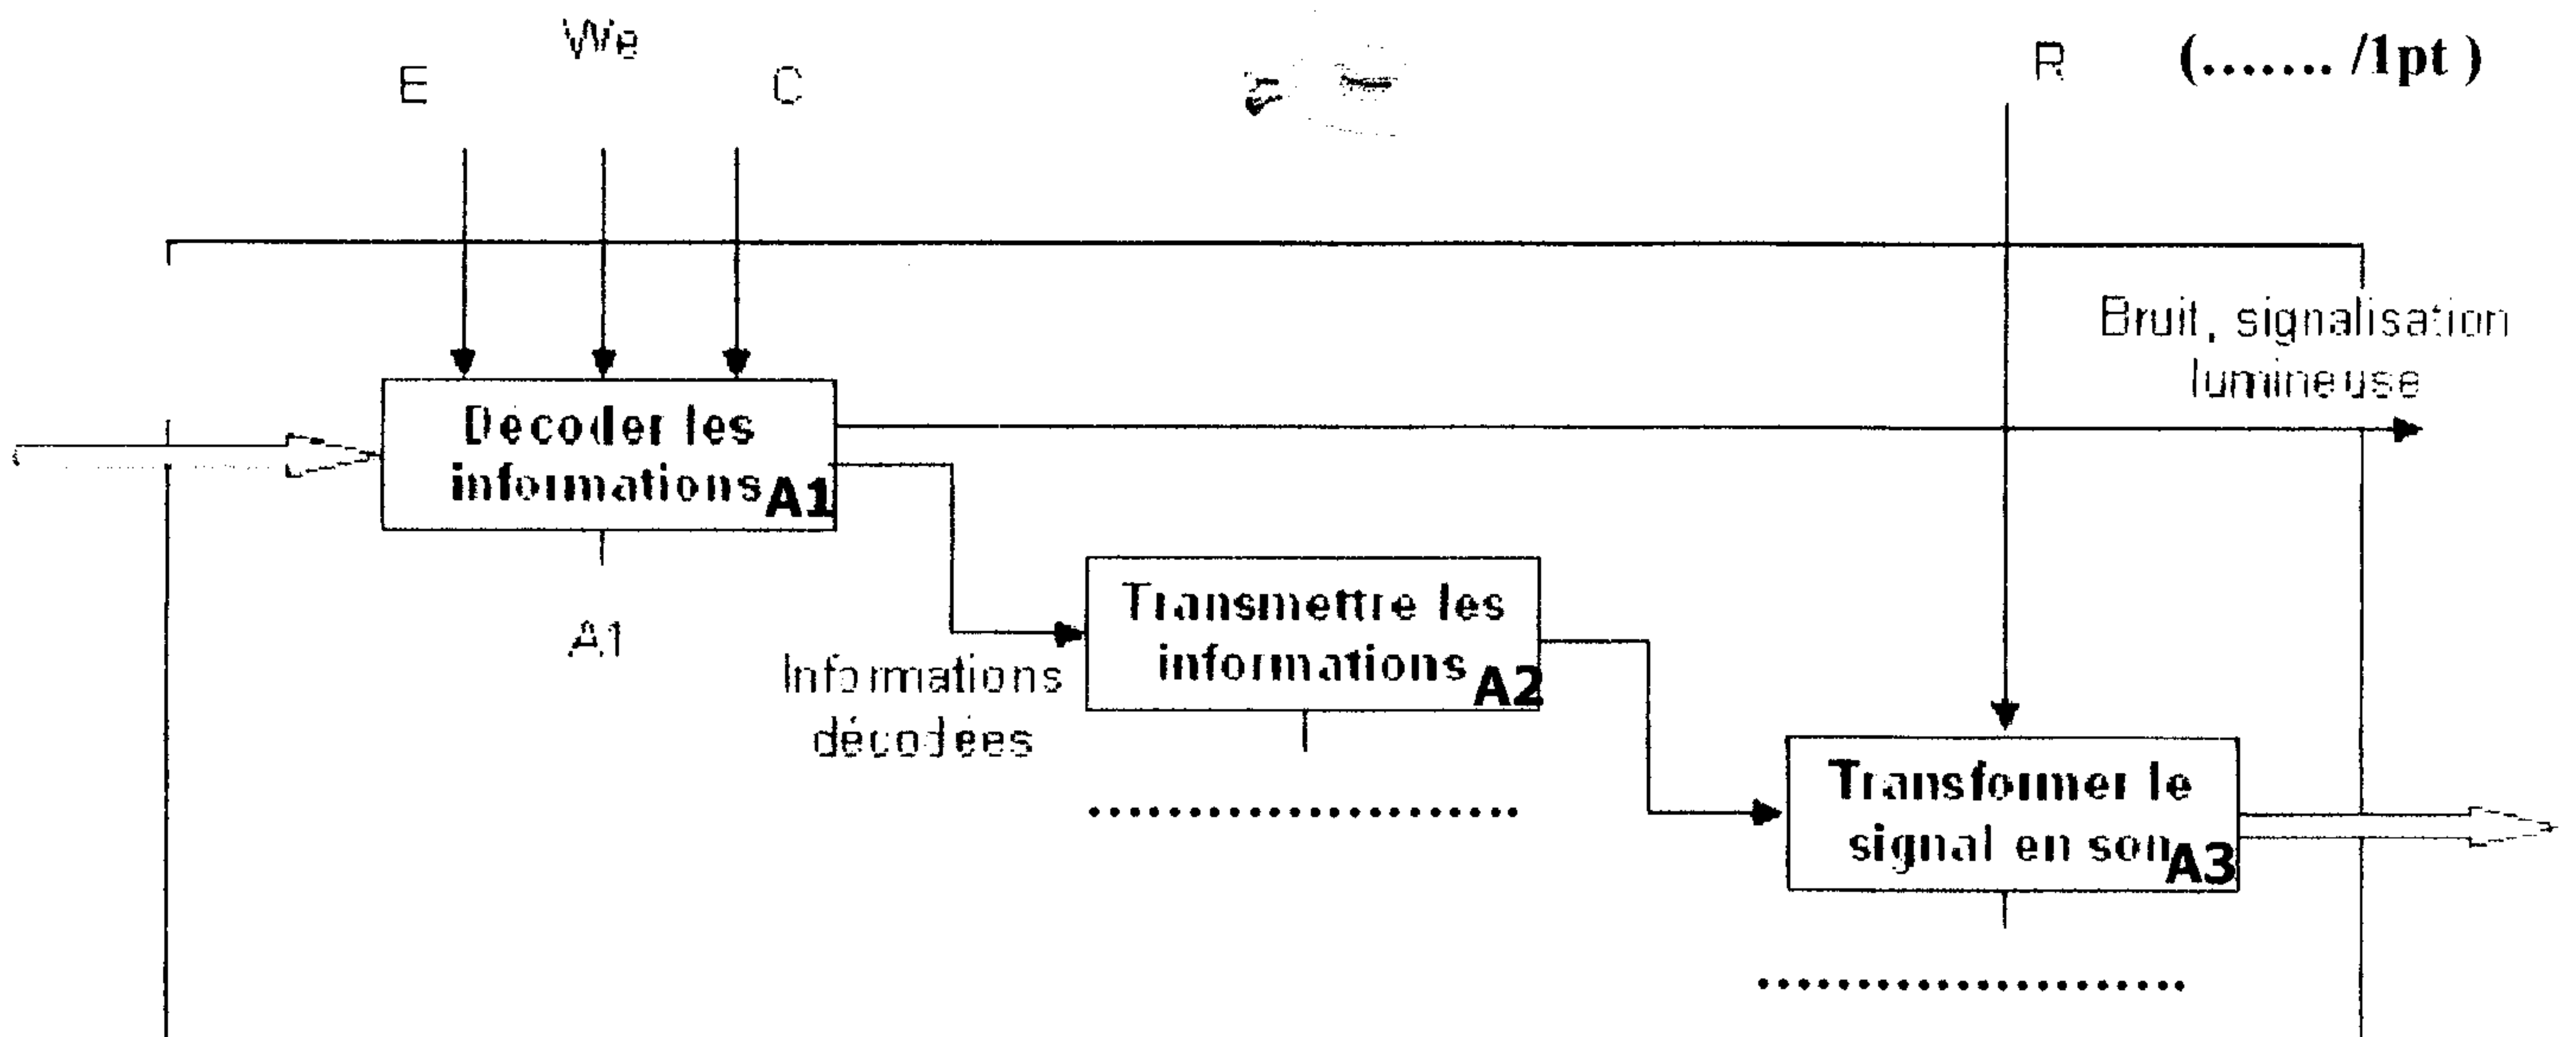 We
E
C
R
(....... /1pt )
Bruit, signalisation
lumineuse
Décoder les
informations A1
A1
Transmettre les
informations A2
Informations
décodées
......................
Transformer le
signal en son A3
......................